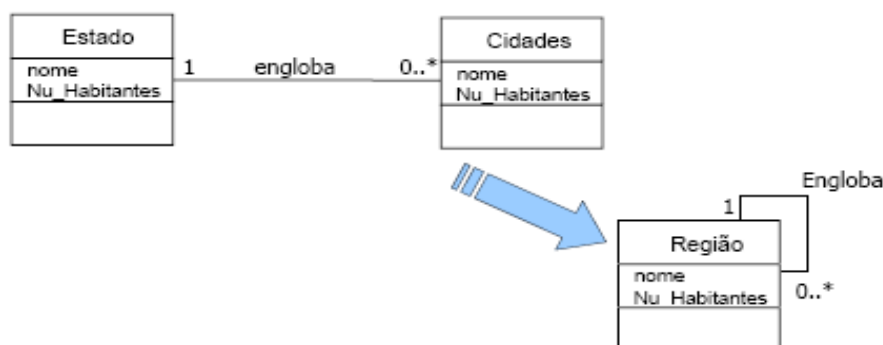 Estado
nome
Nu_Habitantes
1
engloba
0..*
Cidades
nome
Nu_Habitantes
Engloba
1
Região
nome
Nu_Habitantes
0..*